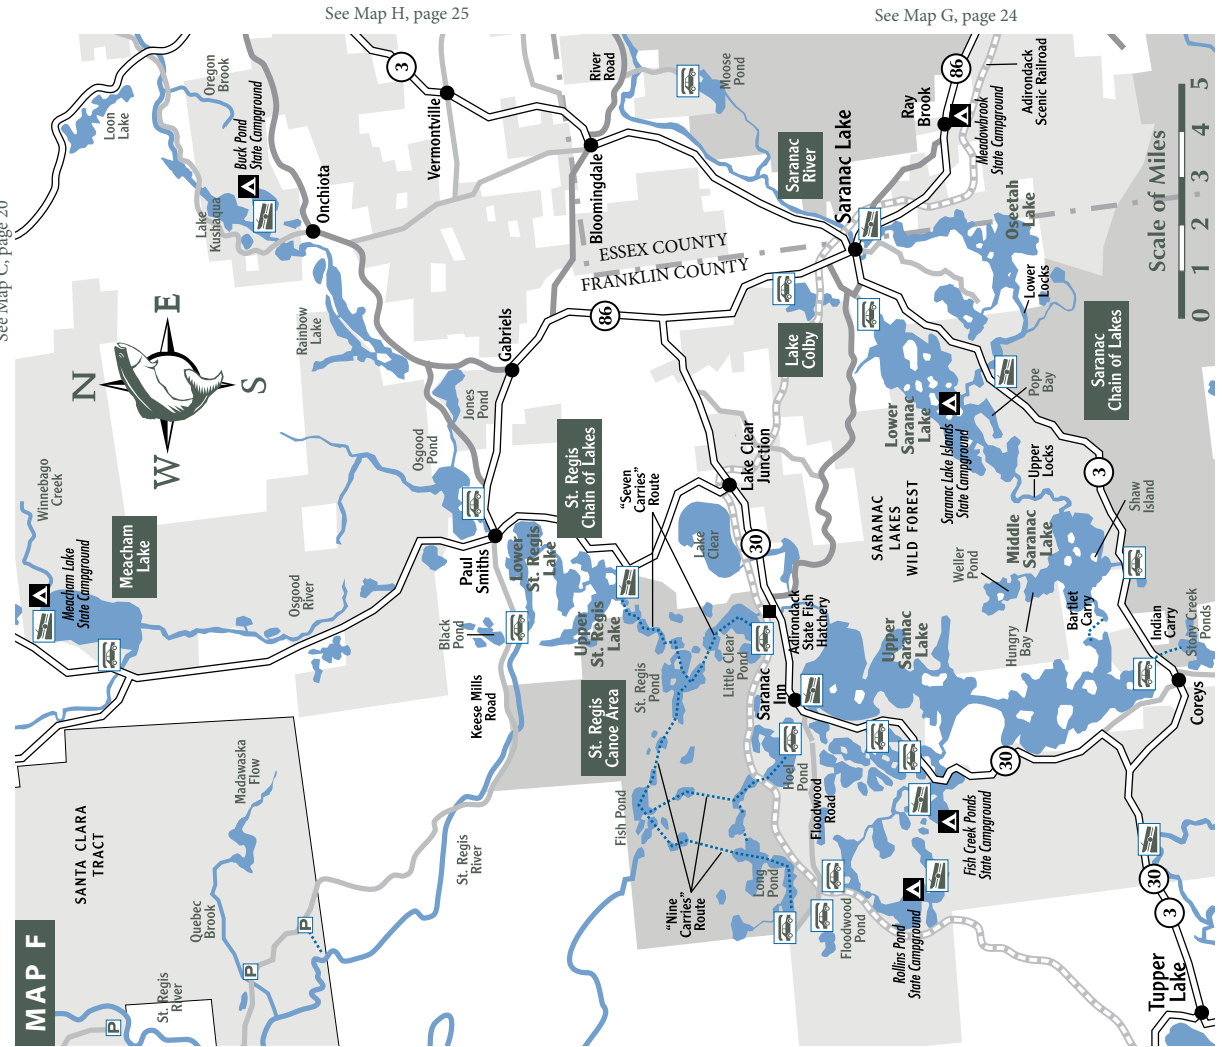 See Map H, page 25
See Map G, page 24
See Map C, page 20
MAP F
N
E
S
W
Scale of Miles
0 1 2 3 4 5
Loon
Lake
Oregon
Brook
Buck Pond
State Campground
Lake
Kushaqua
Onchiota
Rainbow
Lake
3
Vermontville
River
Road
Bloomingdale
Moose
Pond
Saranac
River
Saranac Lake
Ray
Brook
86
Meadowbrook
State Campground
Adirondack
Scenic Railroad
Oseetah
Lake
Lower
Locks
ESSEX COUNTY
FRANKLIN COUNTY
86
Gabriels
Jones
Pond
Osgood
Pond
Lake
Colby
Saranac
Chain of Lakes
Lower
Saranac
Lake
Pope
Bay
Saranac Lake Islands
State Campground
Upper
Locks
3
Shaw
Island
Winnebago
Creek
Meacham
Lake
Meacham Lake
State Campground
Osgood
River
Paul
Smiths
St. Regis
Chain of Lakes
Lower
St. Regis
Lake
"Seven
Carries"
Route
Lake Clear
Junction
Lake
Clear
30
SARANAC
LAKES
WILD FOREST
Weller
Pond
Middle
Saranac
Lake
Hungry
Bay
Bartlet
Carry
Indian
Carry
Stony Creek
Ponds
Coreys
Black
Pond
Upper
St. Regis
Lake
Keese Mills
Road
St. Regis
Canoe Area
St. Regis
Pond
Little Clear
Pond
Adirondack
State Fish
Hatchery
Saranac
Inn
Upper
Saranac
Lake
30
Hoel
Pond
Floodwood
Road
Fish Creek Ponds
State Campground
Fish Pond
"Nine
Carries"
Route
Long
Pond
Floodwood
Pond
Rollins Pond
State Campground
30
3
Tupper
Lake
SANTA CLARA
TRACT
Madawaska
Flow
Quebec
Brook
St. Regis
River
St. Regis
River
P
P
P